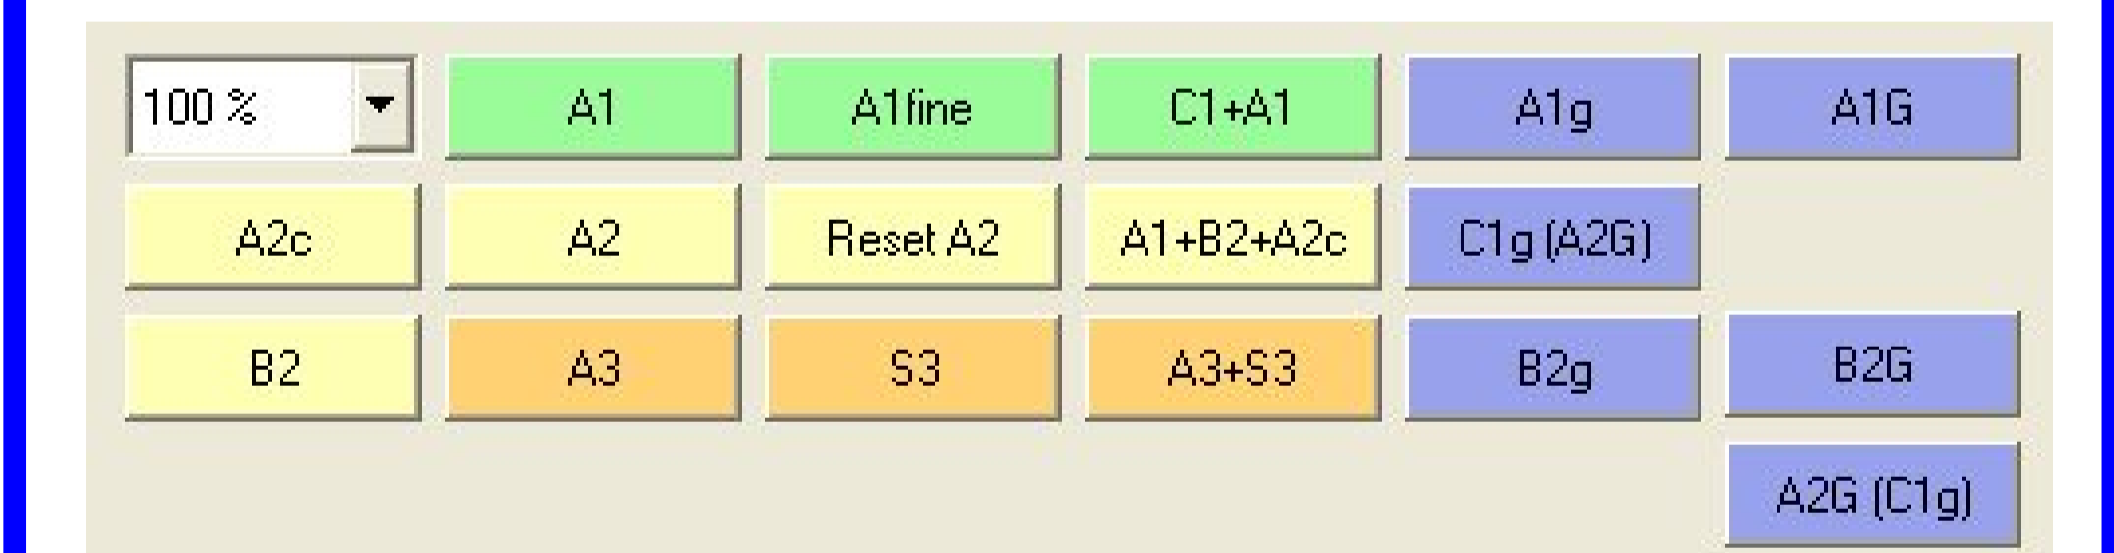 100 % A1 A1fine C1+A1 A1g A1G
A2c A2 Reset A2 A1+B2+A2c C1g (A2G)
B2 A3 S3 A3+S3 B2g B2G
A2G (C1g)